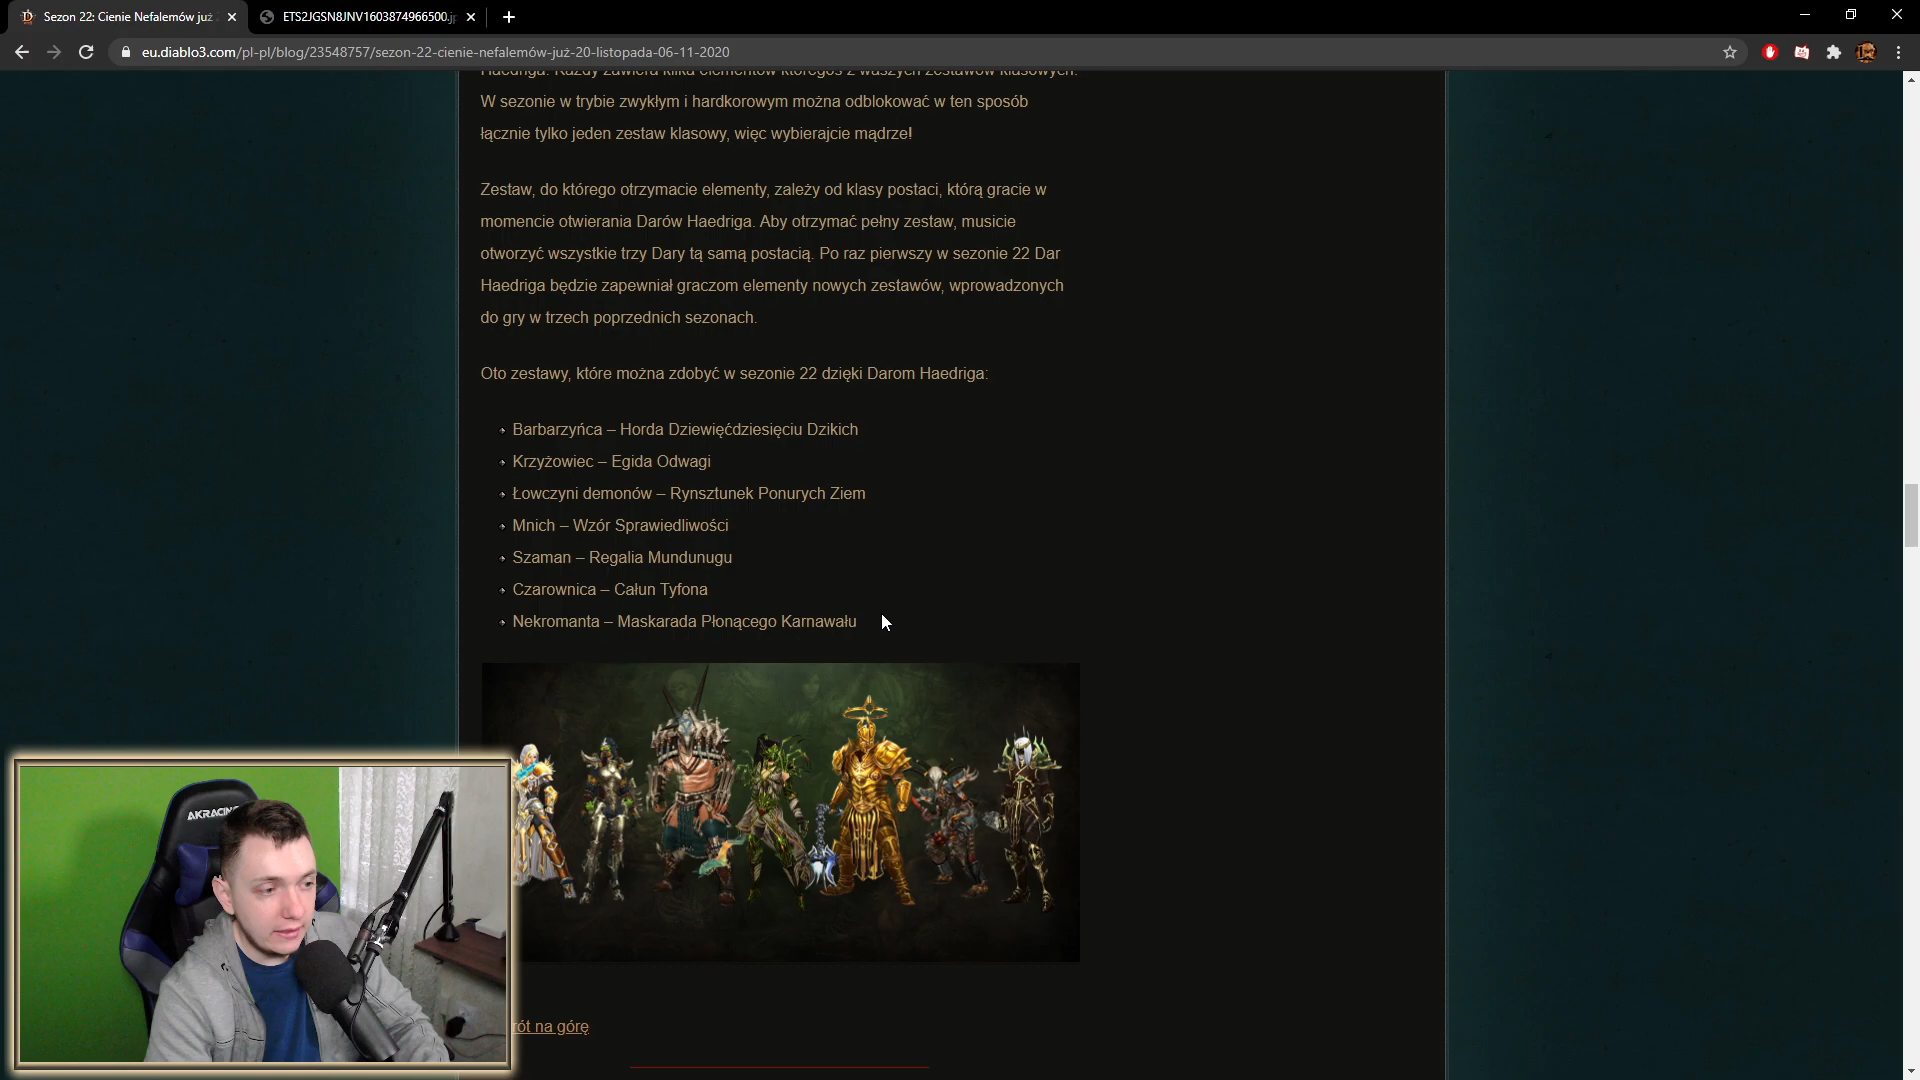 Sezon 22: Cienie Nefalemów już
ETS2JGSN8JNV1603874966500.jp
eu.diablo3.com/pl-pl/blog/23548757/sezon-22-cienie-nefalemów-już-20-listopada-06-11-2020
Haedriga. Każdy zawiera kilka elementów któregoś z waszych zestawów klasowych.
W sezonie w trybie zwykłym i hardkorowym można odblokować w ten sposób
łącznie tylko jeden zestaw klasowy, więc wybierajcie mądrze!
Zestaw, do którego otrzymacie elementy, zależy od klasy postaci, którą gracie w
momencie otwierania Darów Haedriga. Aby otrzymać pełny zestaw, musicie
otworzyć wszystkie trzy Dary tą samą postacią. Po raz pierwszy w sezonie 22 Dar
Haedriga będzie zapewniał graczom elementy nowych zestawów, wprowadzonych
do gry w trzech poprzednich sezonach.
Oto zestawy, które można zdobyć w sezonie 22 dzięki Darom Haedriga:
Barbarzyńca – Horda Dziewięćdziesięciu Dzikich
Krzyżowiec – Egida Odwagi
Łowczyni demonów – Rynsztunek Ponurych Ziem
Mnich – Wzór Sprawiedliwości
Szaman – Regalia Mundunugu
Czarownica – Całun Tyfona
Nekromanta – Maskarada Płonącego Karnawału
AKRACING
rót na górę